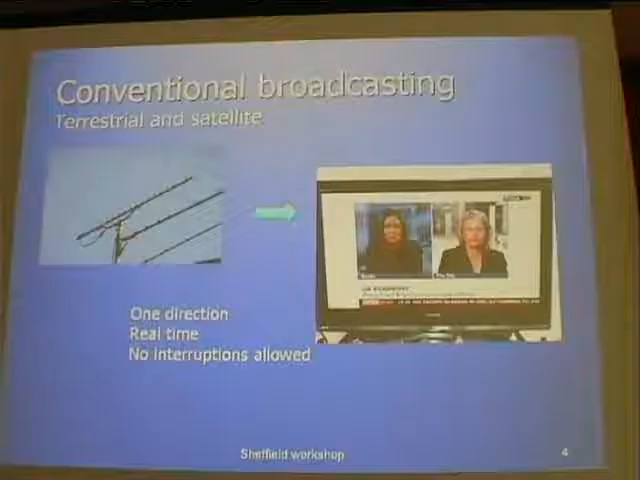 Conventional broadcasting
Terrestrial and satellite
One direction
Real time
No interruptions allowed
Sheffield workshop
4